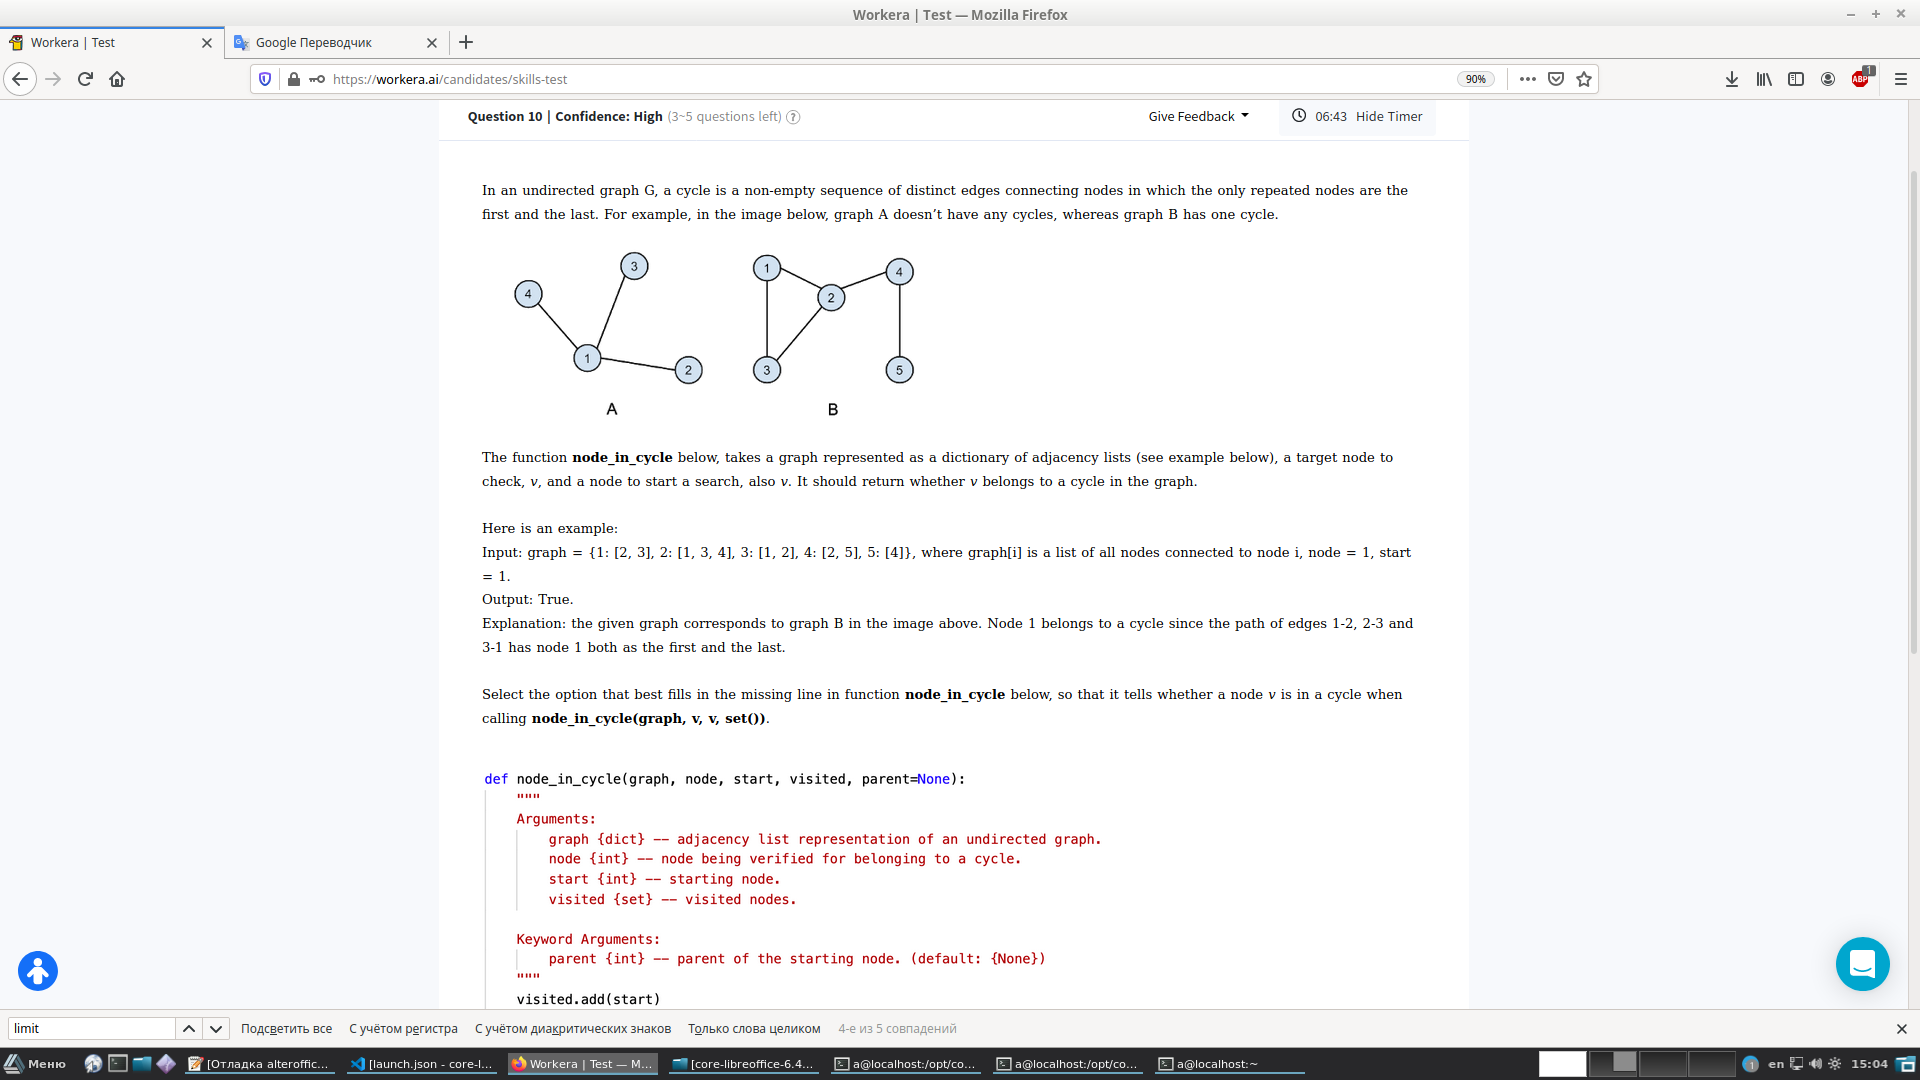 Workera | Test — Mozilla Firefox
Workera | Test
Google Переводчик
https://workera.ai/candidates/skills-test
90%
ABP
1
Question 10 | Confidence: High (3~5 questions left) ?
Give Feedback
06:43 Hide Timer
In an undirected graph G, a cycle is a non-empty sequence of distinct edges connecting nodes in which the only repeated nodes are the
first and the last. For example, in the image below, graph A doesn’t have any cycles, whereas graph B has one cycle.
4
3
1
2
A
1
2
4
3
5
B
The function node_in_cycle below, takes a graph represented as a dictionary of adjacency lists (see example below), a target node to
check, v, and a node to start a search, also v. It should return whether v belongs to a cycle in the graph.
Here is an example:
Input: graph = {1: [2, 3], 2: [1, 3, 4], 3: [1, 2], 4: [2, 5], 5: [4]}, where graph[i] is a list of all nodes connected to node i, node = 1, start
= 1.
Output: True.
Explanation: the given graph corresponds to graph B in the image above. Node 1 belongs to a cycle since the path of edges 1-2, 2-3 and
3-1 has node 1 both as the first and the last.
Select the option that best fills in the missing line in function node_in_cycle below, so that it tells whether a node v is in a cycle when
calling node_in_cycle(graph, v, v, set()).
def node_in_cycle(graph, node, start, visited, parent=None):
"""
Arguments:
graph {dict} -- adjacency list representation of an undirected graph.
node {int} -- node being verified for belonging to a cycle.
start {int} -- starting node.
visited {set} -- visited nodes.
Keyword Arguments:
parent {int} -- parent of the starting node. (default: {None})
"""
visited.add(start)
limit
Подсветить все
С учётом регистра
С учётом диакритических знаков
Только слова целиком
4-е из 5 совпадений
Меню
[Отладка alteroffic...
[launch.json - core-l...
Workera | Test — M...
[core-libreoffice-6.4...
a@localhost:/opt/co...
a@localhost:/opt/co...
a@localhost:~
1
en
15:04